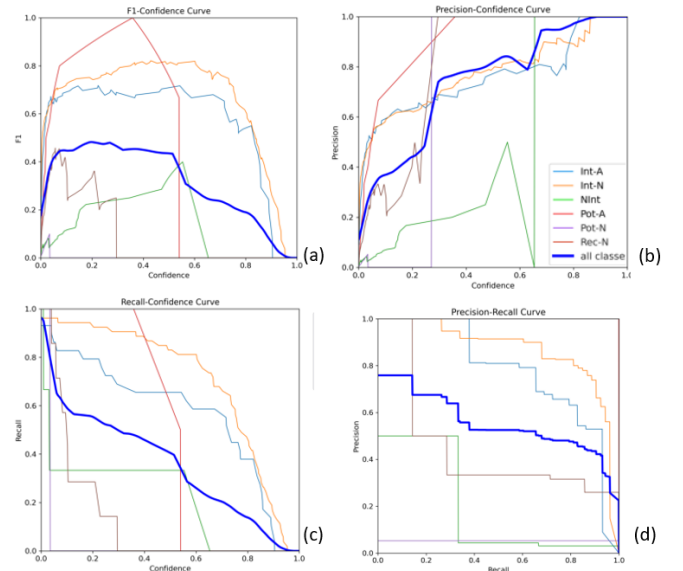 F1-Confidence Curve
1.0
0.8
0.6
0.4
0.2
0.0
F1
0.0 0.2 0.4 0.6 0.8 1.0
Confidence
(a)
Precision-Confidence Curve
1.0
0.8
0.6
0.4
0.2
0.0
Precision
Int-A
Int-N
NInt
Pot-A
Pot-N
Rec-N
all classe
0.0 0.2 0.4 0.6 0.8 1.0
Confidence
(b)
Recall-Confidence Curve
1.0
0.8
0.6
0.4
0.2
0.0
Recall
0.0 0.2 0.4 0.6 0.8 1.0
Confidence
(c)
Precision-Recall Curve
1.0
0.8
0.6
0.4
0.2
0.0
Precision
0.0 0.2 0.4 0.6 0.8 1.0
Recall
(d)